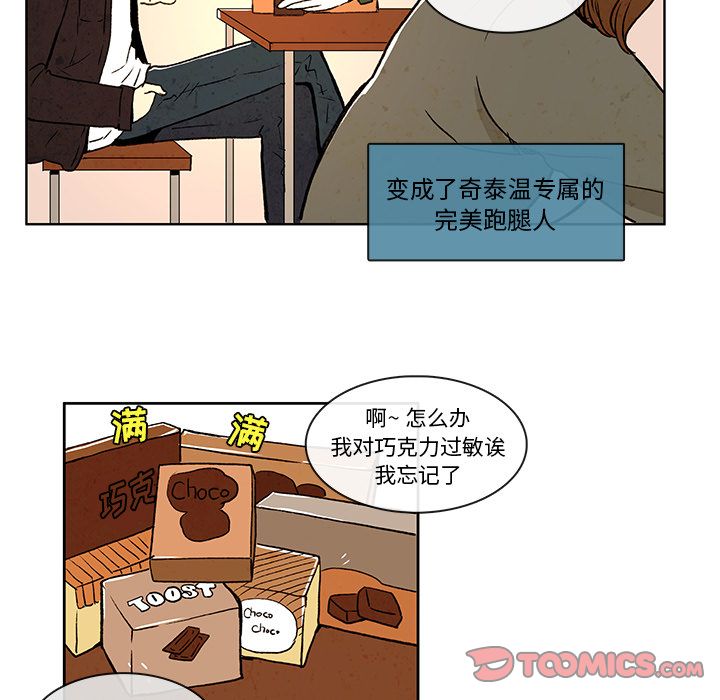 变成了奇泰温专属的
完美跑腿人
啊~ 怎么办
我对巧克力过敏诶
我忘记了
满
满
巧克
Choco
TOOST
Choco
Choco
TOOMICS.com